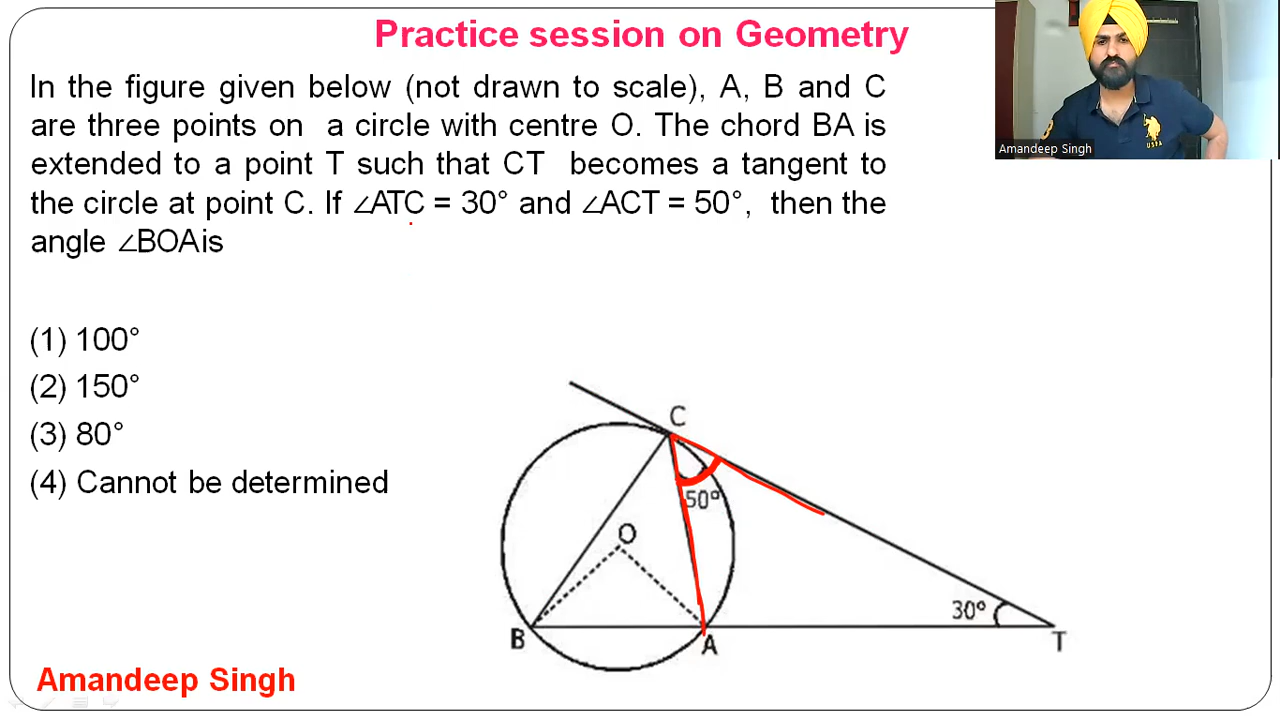 Practice session on Geometry
In the figure given below (not drawn to scale), A, B and C
are three points on a circle with centre O. The chord BA is
extended to a point T such that CT becomes a tangent to
the circle at point C. If ∠ATC = 30° and ∠ACT = 50°, then the
angle ∠BOA is
(1) 100°
(2) 150°
(3) 80°
(4) Cannot be determined
C
50°
O
30°
B
A
T
Amandeep Singh
Amandeep Singh
USPA